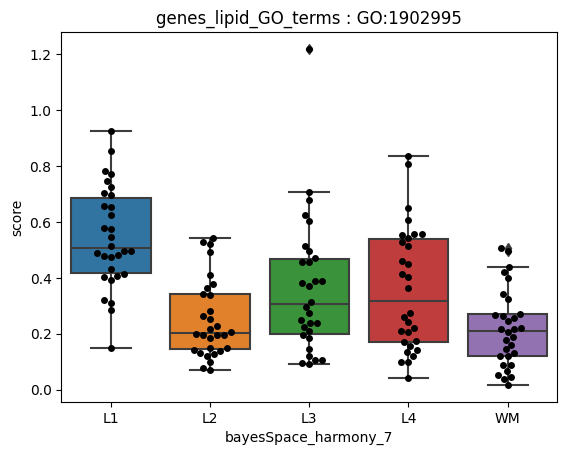 genes_lipid_GO_terms : GO:1902995
1.2
1.0
0.8
0.6
0.4
0.2
0.0
score
L1 L2 L3 L4 WM
bayesSpace_harmony_7